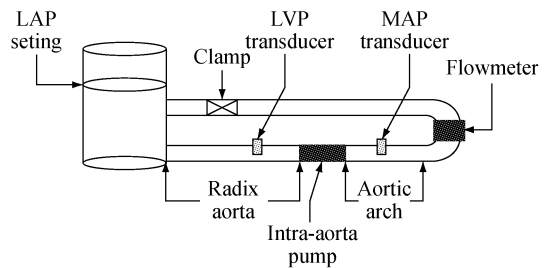 LAP
seting
LVP
transducer
MAP
transducer
Clamp
Flowmeter
Radix
aorta
Aortic
arch
Intra-aorta
pump